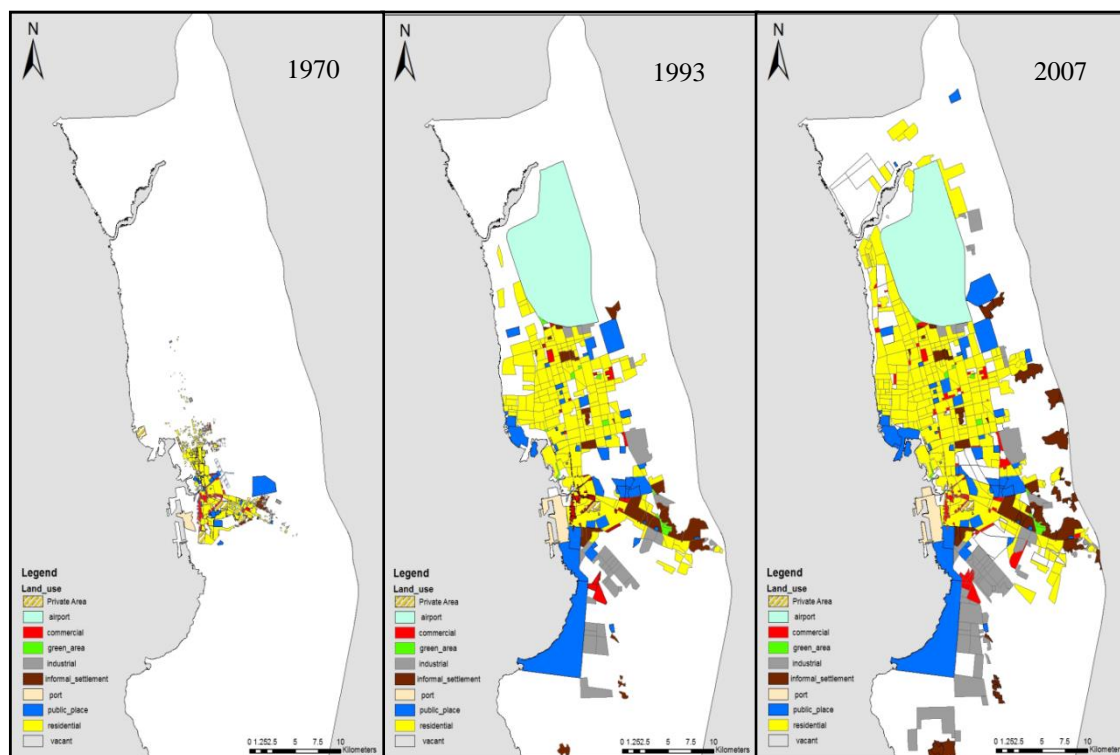 N
1970
Legend
Land_use
Private Area
airport
commercial
green_area
industrial
informal_settlement
port
public_place
residential
vacant
0 1.252.5 5 7.5 10
Kilometers
N
1993
Legend
Land_use
Private Area
airport
commercial
green_area
industrial
informal_settlement
port
public_place
residential
vacant
0 1.252.5 5 7.5 10
Kilometers
N
2007
Legend
Land_use
Private Area
airport
commercial
green_area
industrial
informal_settlement
port
public_place
residential
vacant
0 1.252.5 5 7.5 10
Kilometers